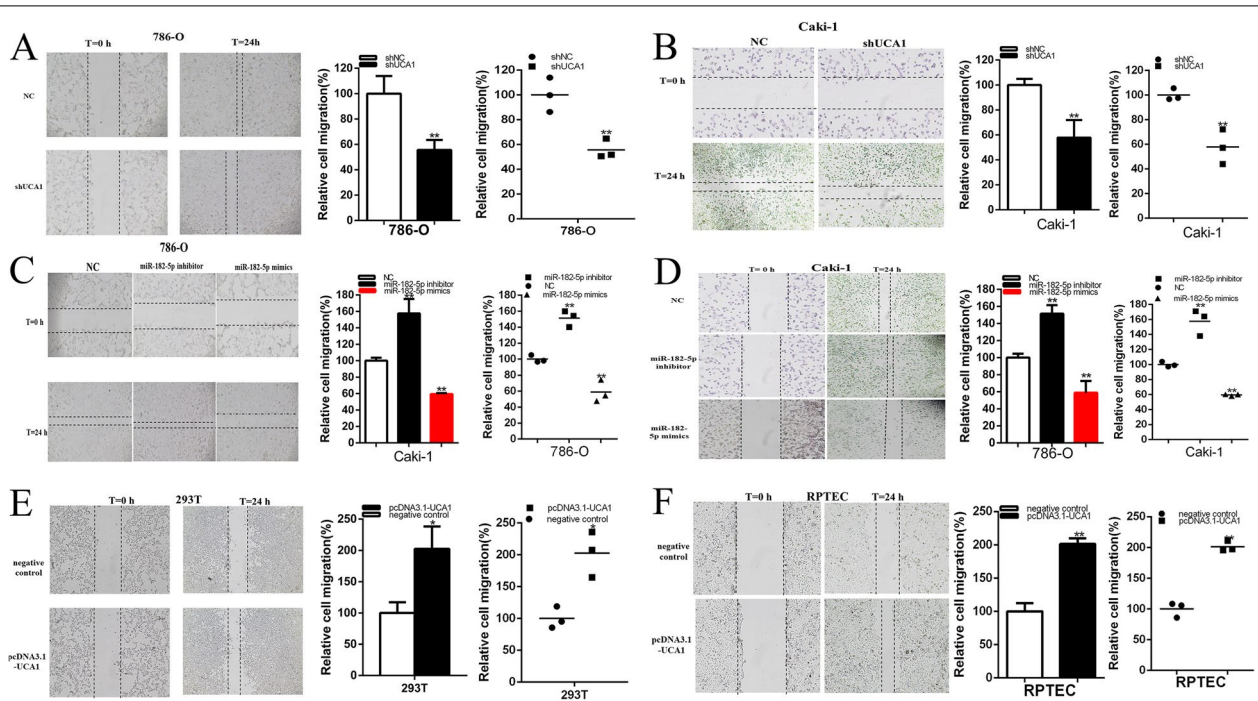 A
786-O
T=0 h
T=24h
NC
shUCA1
Relative cell migration(%)
shNC
shUCA1
120
100
80
60
40
20
0
**
786-O
Relative cell migration(%)
shNC
shUCA1
120
100
80
60
40
20
0
**
786-O
B
Caki-1
NC
shUCA1
T=0 h
T=24 h
Relative cell migration(%)
shNC
shUCA1
120
100
80
60
40
20
0
**
Caki-1
Relative cell migration(%)
shNC
shUCA1
120
100
80
60
40
20
0
**
Caki-1
C
786-O
NC
miR-182-5p inhibitor
miR-182-5p mimics
T=0 h
T=24 h
Relative cell migration(%)
NC
miR-182-5p inhibitor
miR-182-5p mimics
180
160
140
120
100
80
60
40
20
0
**
**
Caki-1
Relative cell migration(%)
miR-182-5p inhibitor
NC
miR-182-5p mimics
180
160
140
120
100
80
60
40
20
0
**
**
786-O
D
Caki-1
T= 0 h
T=24 h
NC
miR-182-5p
inhibitor
miR-182-
5p mimics
Relative cell migration(%)
NC
miR-182-5p inhibitor
miR-182-5p mimics
180
160
140
120
100
80
60
40
20
0
**
**
786-O
Relative cell migration(%)
miR-182-5p inhibitor
NC
miR-182-5p mimics
180
160
140
120
100
80
60
40
20
0
**
**
Caki-1
E
293T
T=0 h
T=24 h
negative
control
pcDNA3.1
-UCA1
Relative cell migration(%)
pcDNA3.1-UCA1
negative control
250
200
150
100
50
0
*
293T
Relative cell migration(%)
pcDNA3.1-UCA1
negative control
250
200
150
100
50
0
*
293T
F
RPTEC
T=0 h
T=24 h
negative
control
pcDNA3.1
-UCA1
Relative cell migration(%)
negative control
pcDNA3.1-UCA1
250
200
150
100
50
0
**
RPTEC
Relative cell migration(%)
negative control
pcDNA3.1-UCA1
250
200
150
100
50
0
**
RPTEC